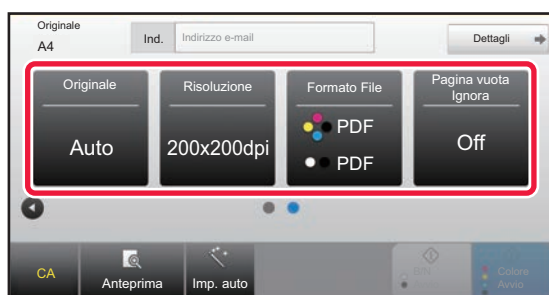 Originale
A4
Ind.
Indirizzo e-mail
Dettagli
Originale
Auto
Risoluzione
200x200dpi
Formato File
PDF
PDF
Pagina vuota
Ignora
Off
CA
Anteprima
Imp. auto
B/N
Avvio
Colore
Avvio